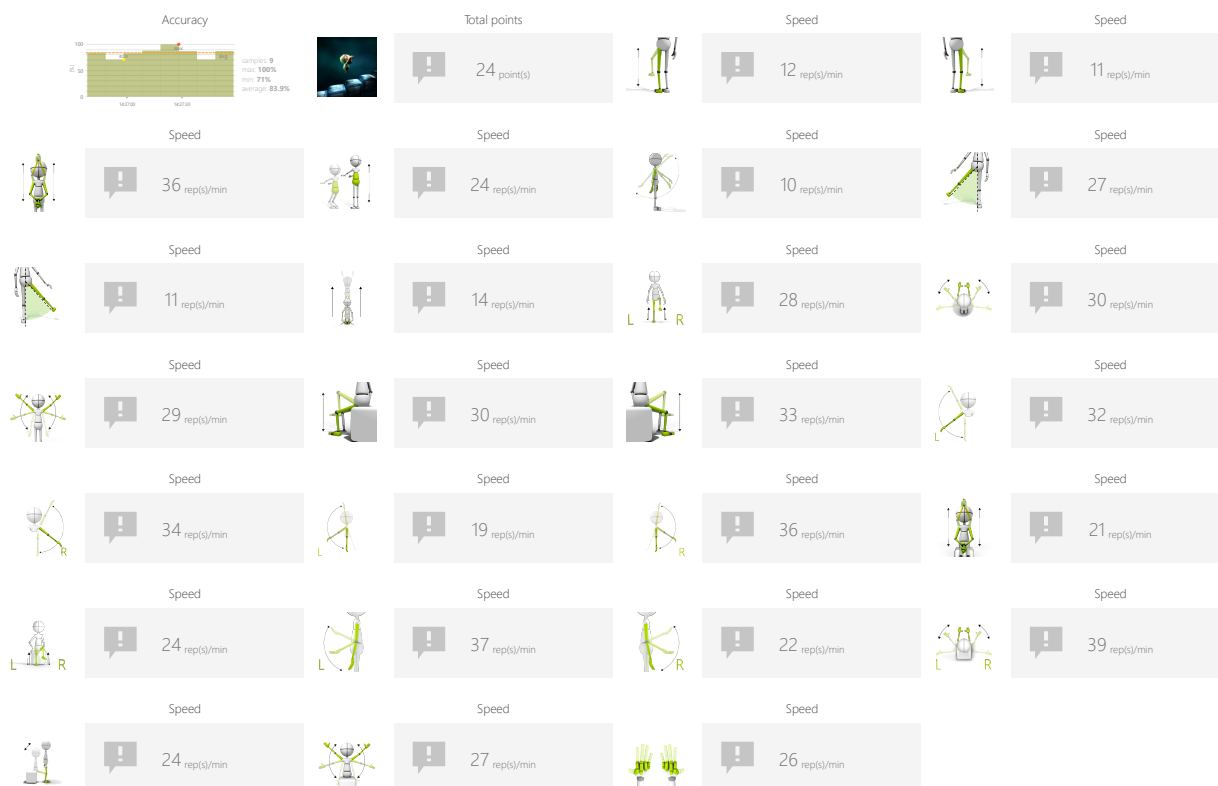 Accuracy
Total points
Speed
Speed
100
50
0
(%)
samples: 9
max: 100%
min: 71%
average: 83.9%
14:27:00
14:27:30
24 point(s)
12 rep(s)/min
11 rep(s)/min
Speed
Speed
Speed
Speed
36 rep(s)/min
24 rep(s)/min
10 rep(s)/min
27 rep(s)/min
Speed
Speed
Speed
Speed
11 rep(s)/min
14 rep(s)/min
L R
28 rep(s)/min
30 rep(s)/min
Speed
Speed
Speed
Speed
29 rep(s)/min
30 rep(s)/min
33 rep(s)/min
L
32 rep(s)/min
Speed
Speed
Speed
Speed
R
34 rep(s)/min
L
19 rep(s)/min
R
36 rep(s)/min
21 rep(s)/min
Speed
Speed
Speed
Speed
L R
24 rep(s)/min
L
37 rep(s)/min
R
22 rep(s)/min
L R
39 rep(s)/min
Speed
Speed
Speed
24 rep(s)/min
27 rep(s)/min
26 rep(s)/min